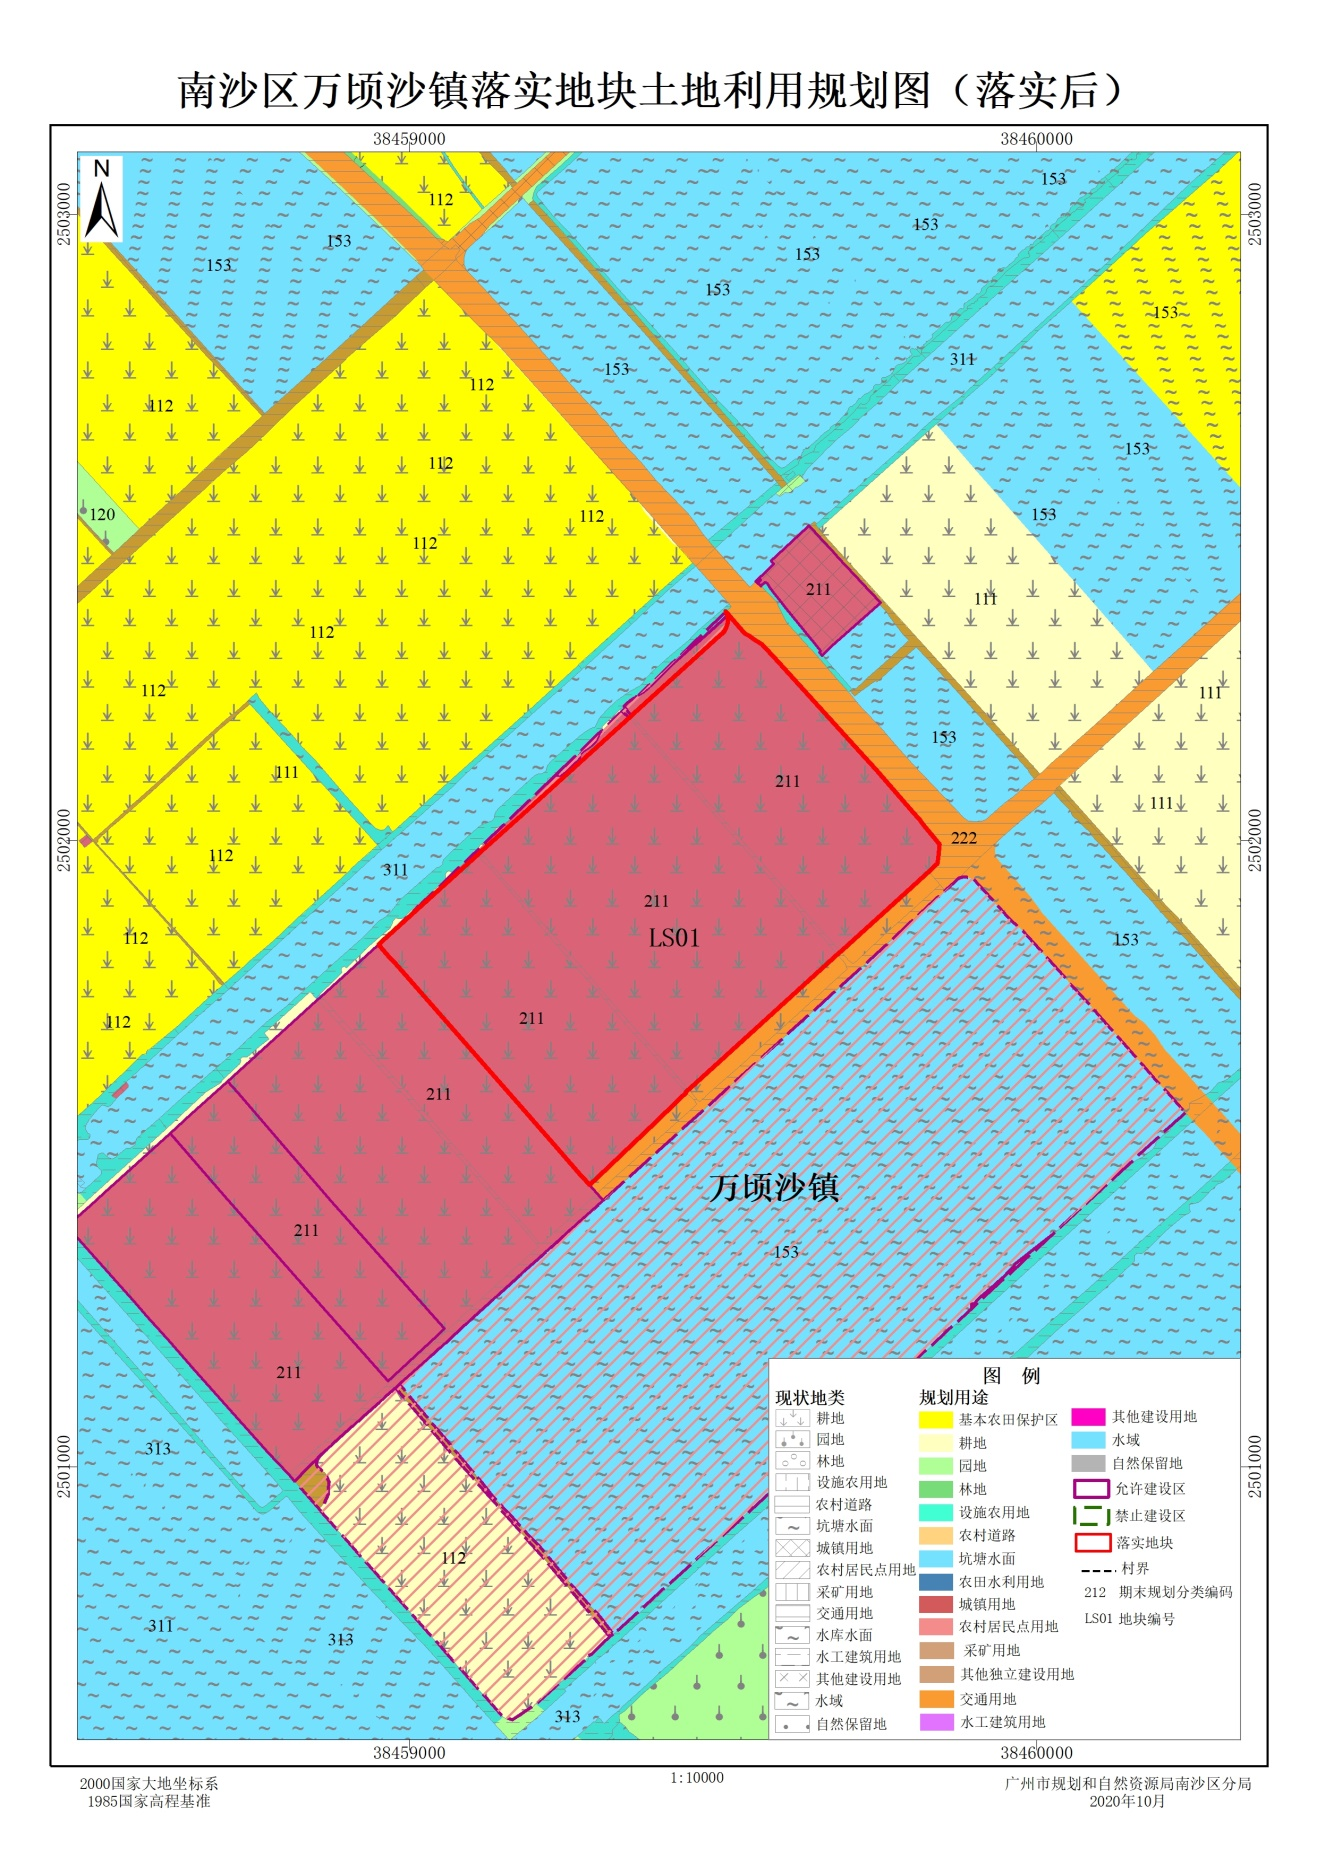 南沙区万顷沙镇落实地块土地利用规划图（落实后）
38459000
38460000
2503000
2503000
N
153
112
153
153
153
153
153
153
153
311
153
112
112
153
112
120
112
153
112
211
111
112
112
111
153
111
211
111
112
222
112
311
211
LS01
112
153
211
112
211
万顷沙镇
211
153
211
313
112
311
313
313
2502000
2502000
2501000
2501000
图 例
现状地类
耕地
园地
林地
设施农用地
农村道路
坑塘水面
城镇用地
农村居民点用地
采矿用地
交通用地
水库水面
水工建筑用地
其他建设用地
水域
自然保留地
规划用途
基本农田保护区
耕地
园地
林地
设施农用地
农村道路
坑塘水面
农田水利用地
城镇用地
农村居民点用地
采矿用地
其他独立建设用地
交通用地
水工建筑用地
其他建设用地
水域
自然保留地
允许建设区
禁止建设区
落实地块
村界
212 期末规划分类编码
LS01 地块编号
38459000
38460000
2000国家大地坐标系
1985国家高程基准
1:10000
广州市规划和自然资源局南沙区分局
2020年10月